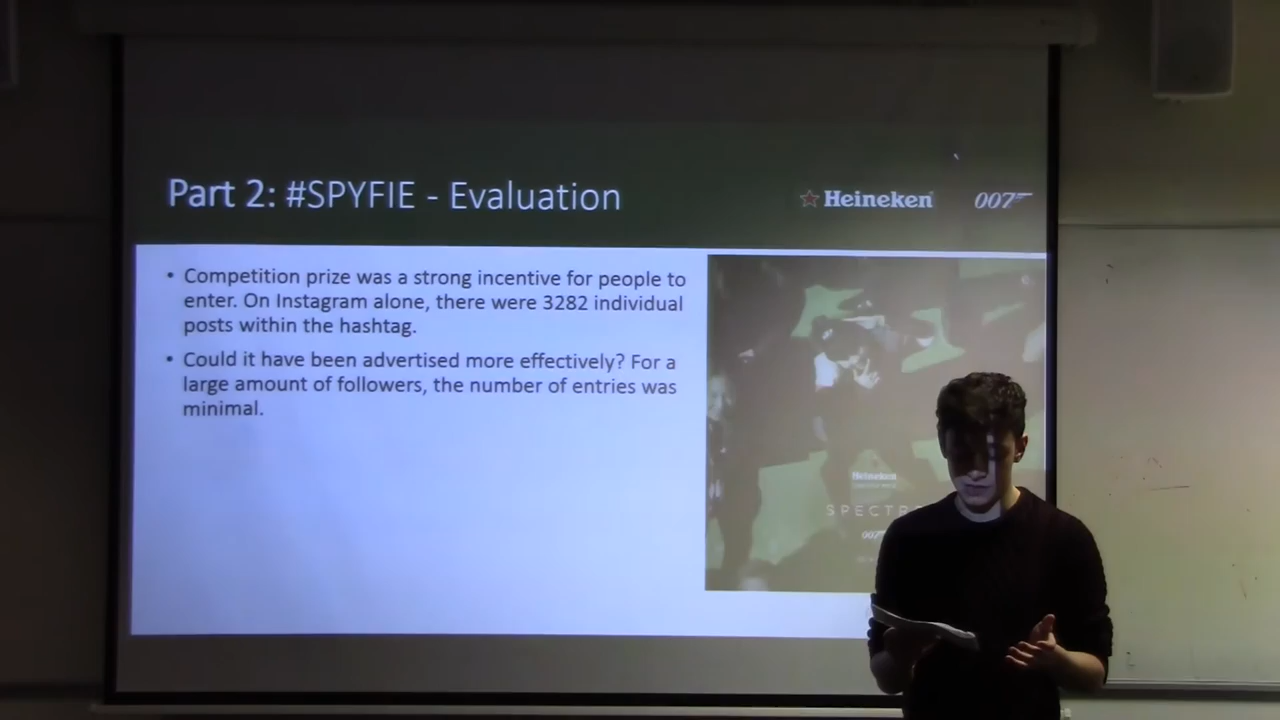 Part 2: #SPYFIE - Evaluation
Heineken
007
• Competition prize was a strong incentive for people to
enter. On Instagram alone, there were 3282 individual
posts within the hashtag.
• Could it have been advertised more effectively? For a
large amount of followers, the number of entries was
minimal.
Heineken
SPECTR
007